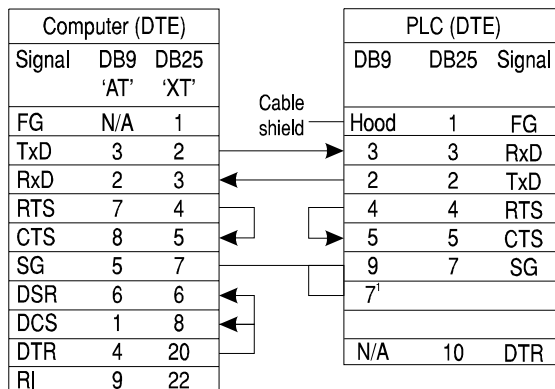 Computer (DTE) PLC (DTE)
Signal DB9 DB25 DB9 DB25 Signal
'AT' 'XT'
Cable
shield
FG N/A 1 Hood 1 FG
TxD 3 2 3 3 RxD
RxD 2 3 2 2 TxD
RTS 7 4 4 4 RTS
CTS 8 5 5 5 CTS
SG 5 7 9 7 SG
DSR 6 6 7¹
DCS 1 8
DTR 4 20 N/A 10 DTR
RI 9 22